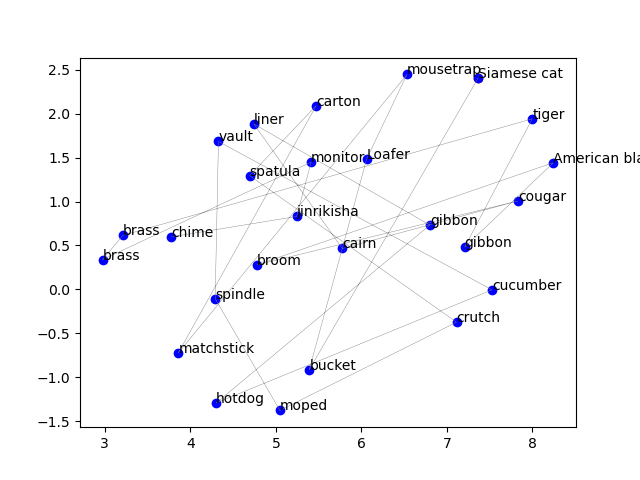 2.5
2.0
1.5
1.0
0.5
0.0
−0.5
−1.0
−1.5
mousetrap
Siamese cat
carton
liner
tiger
vault
monitor
Loafer
American bla
spatula
cougar
jinrikisha
brass
chime
gibbon
cairn
gibbon
brass
broom
cucumber
spindle
crutch
matchstick
bucket
hotdog
moped
3
4
5
6
7
8